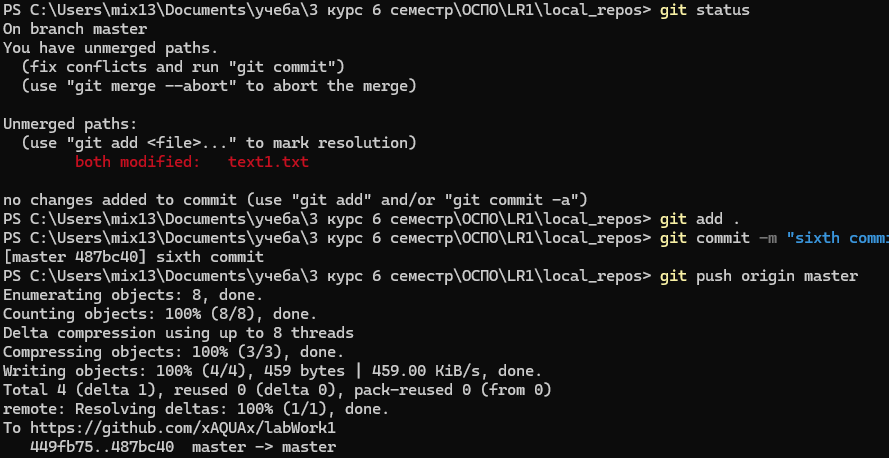 PS C:\Users\mix13\Documents\учеба\3 курс 6 семестр\ОСПО\LR1\local_repos> git status
On branch master
You have unmerged paths.
  (fix conflicts and run "git commit")
  (use "git merge --abort" to abort the merge)
Unmerged paths:
  (use "git add <file>..." to mark resolution)
        both modified:   text1.txt
no changes added to commit (use "git add" and/or "git commit -a")
PS C:\Users\mix13\Documents\учеба\3 курс 6 семестр\ОСПО\LR1\local_repos> git add .
PS C:\Users\mix13\Documents\учеба\3 курс 6 семестр\ОСПО\LR1\local_repos> git commit -m "sixth commi
[master 487bc40] sixth commit
PS C:\Users\mix13\Documents\учеба\3 курс 6 семестр\ОСПО\LR1\local_repos> git push origin master
Enumerating objects: 8, done.
Counting objects: 100% (8/8), done.
Delta compression using up to 8 threads
Compressing objects: 100% (3/3), done.
Writing objects: 100% (4/4), 459 bytes | 459.00 KiB/s, done.
Total 4 (delta 1), reused 0 (delta 0), pack-reused 0 (from 0)
remote: Resolving deltas: 100% (1/1), done.
To https://github.com/xAQUAx/labWork1
   449fb75..487bc40  master -> master